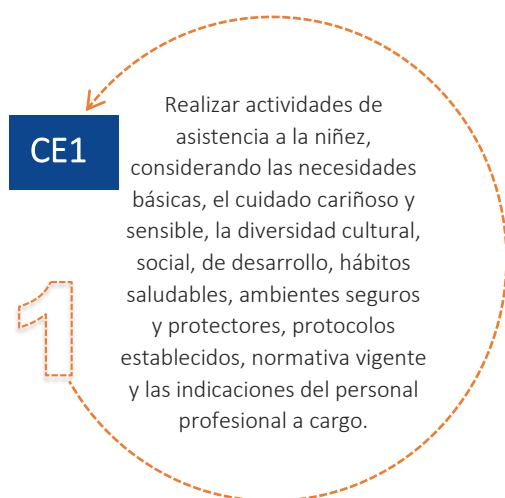 CE1
Realizar actividades de
asistencia a la niñez,
considerando las necesidades
básicas, el cuidado cariñoso y
sensible, la diversidad cultural,
social, de desarrollo, hábitos
saludables, ambientes seguros
y protectores, protocolos
establecidos, normativa vigente
y las indicaciones del personal
profesional a cargo.
1